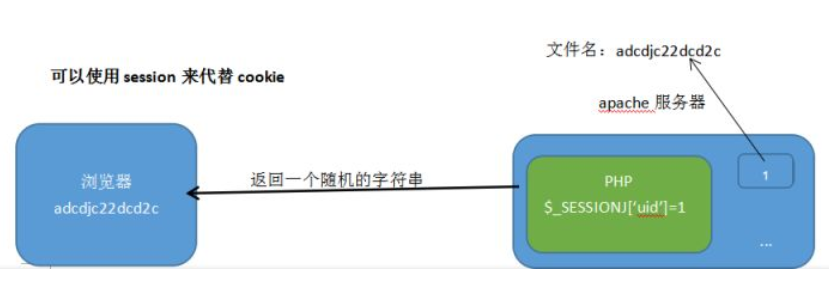 文件名：adcdjc22dcd2c
可以使用 session 来代替 cookie
apache 服务器
浏览器
adcdjc22dcd2c
返回一个随机的字符串
PHP
$_SESSIONJ['uid']=1
1
...